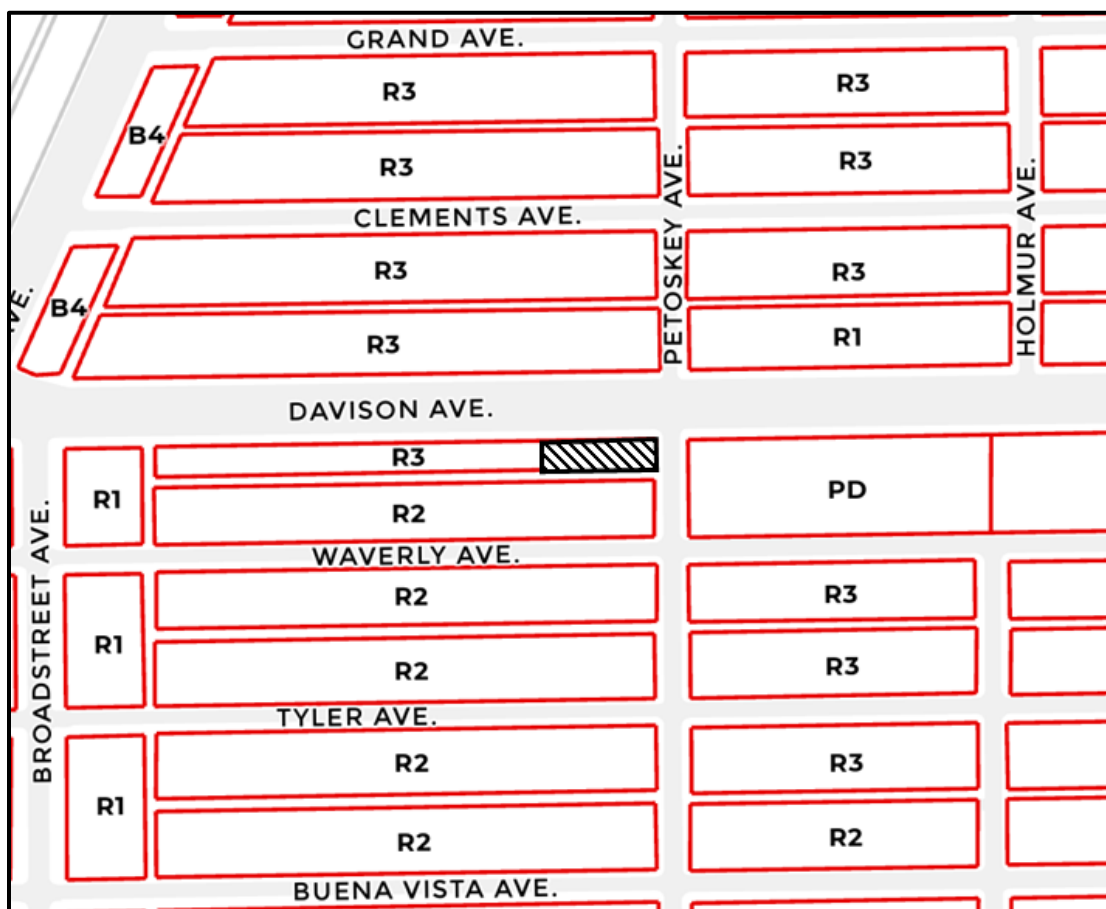 GRAND AVE.
R3
R3
B4
R3
R3
CLEMENTS AVE.
PETOSKEY AVE.
HOLMUR AVE.
R3
R3
B4
AVE.
R3
R1
DAVISON AVE.
R3
R1
PD
R2
BROADSTREET AVE.
WAVERLY AVE.
R2
R3
R1
R2
R3
TYLER AVE.
R2
R3
R1
R2
R2
BUENA VISTA AVE.